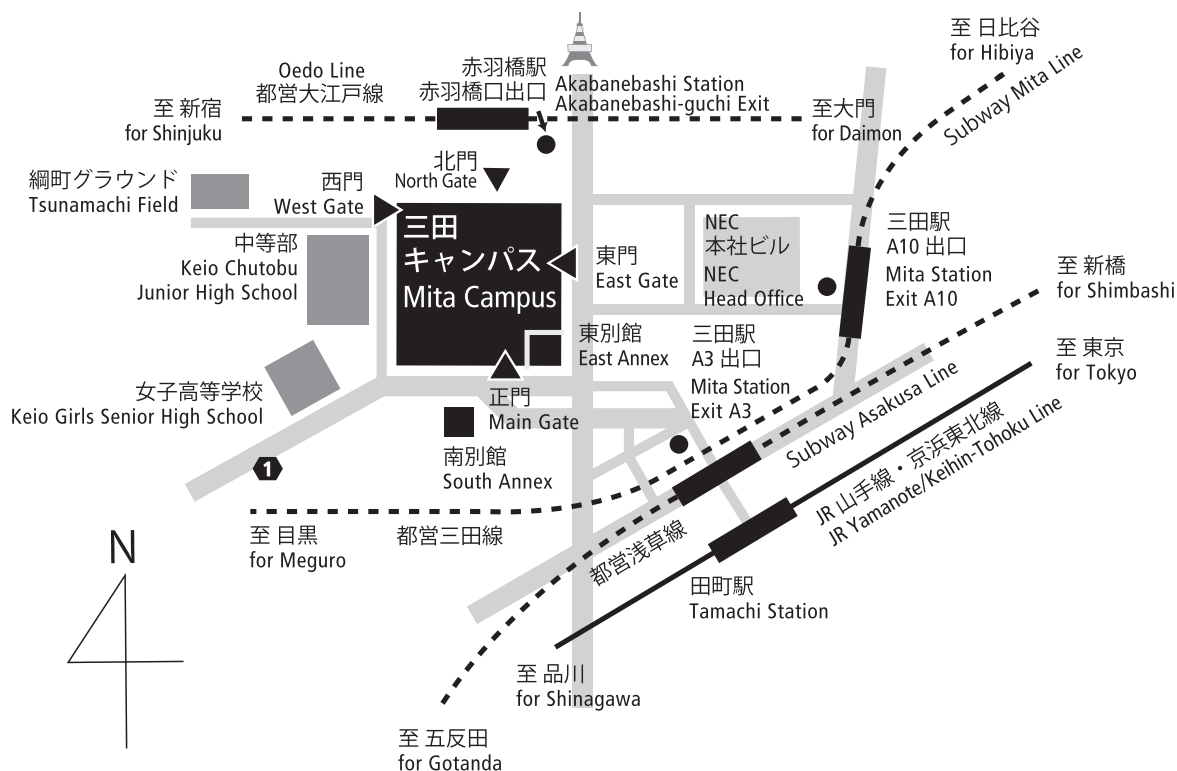 至 日比谷
for Hibiya
Subway Mita Line
Oedo Line
都営大江戸線
赤羽橋駅
赤羽橋口出口
Akabanebashi Station
Akabanebashi-guchi Exit
至 新宿
for Shinjuku
至大門
for Daimon
綱町グラウンド
Tsunamachi Field
西門
West Gate
北門
North Gate
三田
キャンパス
Mita Campus
東門
East Gate
NEC
本社ビル
NEC
Head Office
三田駅
A10 出口
Mita Station
Exit A10
中等部
Keio Chutobu
Junior High School
至 新橋
for Shimbashi
東別館
East Annex
三田駅
A3 出口
Mita Station
Exit A3
至 東京
for Tokyo
女子高等学校
Keio Girls Senior High School
正門
Main Gate
南別館
South Annex
Subway Asakusa Line
JR 山手線・京浜東北線
JR Yamanote/Keihin-Tohoku Line
1
至 目黒
for Meguro
都営三田線
都営浅草線
田町駅
Tamachi Station
N
至 品川
for Shinagawa
至 五反田
for Gotanda